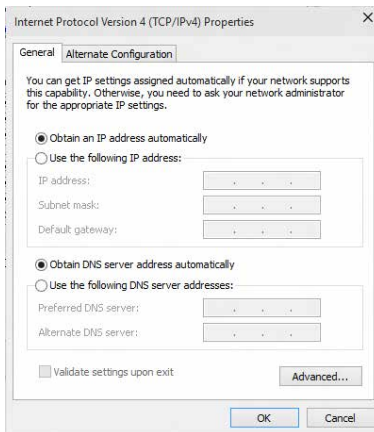 Internet Protocol Version 4 (TCP/IPv4) Properties
General
Alternate Configuration
You can get IP settings assigned automatically if your network supports
this capability. Otherwise, you need to ask your network administrator
for the appropriate IP settings.
Obtain an IP address automatically
Use the following IP address:
IP address:
Subnet mask:
Default gateway:
Obtain DNS server address automatically
Use the following DNS server addresses:
Preferred DNS server:
Alternate DNS server:
Validate settings upon exit
Advanced...
OK
Cancel